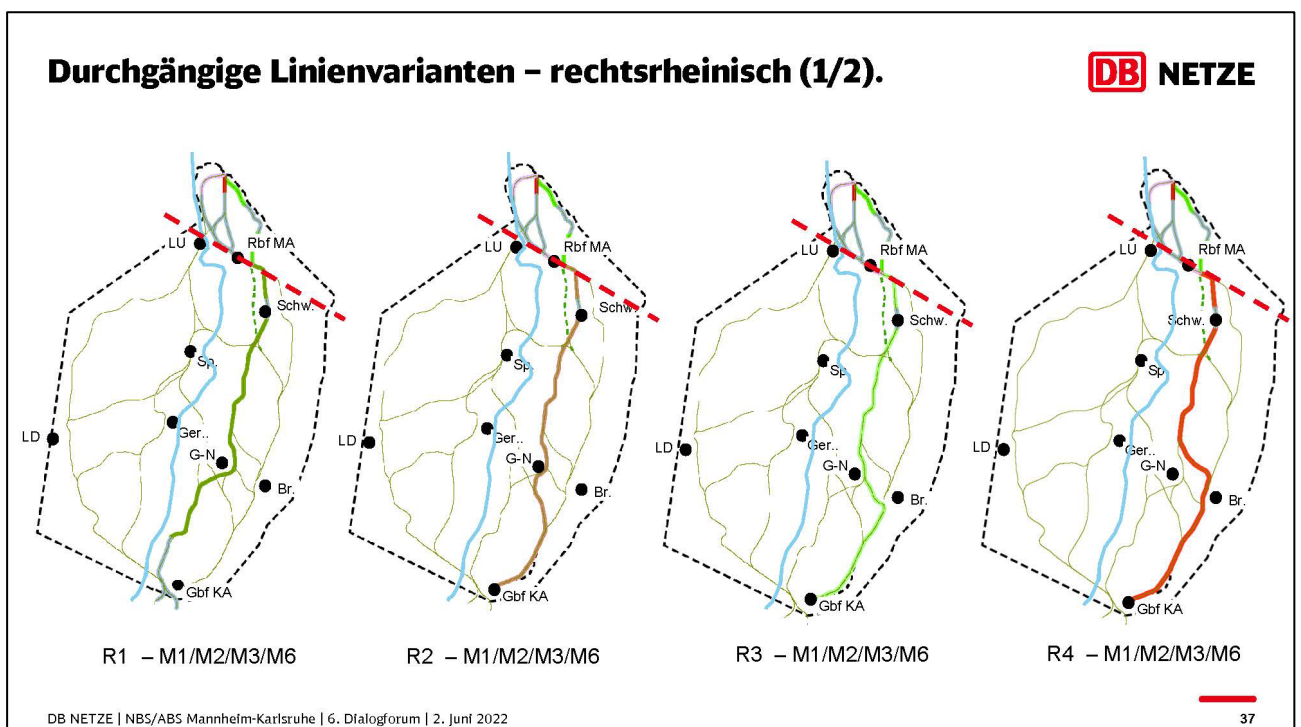 Durchgängige Linienvarianten – rechtsrheinisch (1/2).
DB NETZE
LU
Rbf MA
Schw.
Sp.
Ger..
LD
G-N
Br.
Gbf KA
R1 – M1/M2/M3/M6
LU
Rbf MA
Schw.
Sp.
Ger..
LD
G-N
Br.
Gbf KA
R2 – M1/M2/M3/M6
LU
Rbf MA
Schw.
Sp
Ger..
LD
G-N
Br.
Gbf KA
R3 – M1/M2/M3/M6
LU
Rbf MA
Schw.
Sp
Ger..
LD
G-N
Br.
Gbf KA
R4 – M1/M2/M3/M6
DB NETZE | NBS/ABS Mannheim-Karlsruhe | 6. Dialogforum | 2. Juni 2022
37